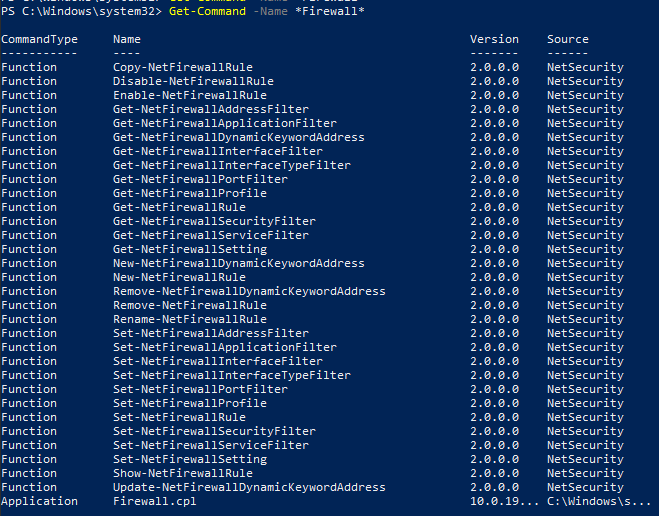 PS C:\Windows\system32> Get-Command -Name *Firewall*
CommandType Name Version Source
----------- ---- ------- ------
Function Copy-NetFirewallRule 2.0.0.0 NetSecurity
Function Disable-NetFirewallRule 2.0.0.0 NetSecurity
Function Enable-NetFirewallRule 2.0.0.0 NetSecurity
Function Get-NetFirewallAddressFilter 2.0.0.0 NetSecurity
Function Get-NetFirewallApplicationFilter 2.0.0.0 NetSecurity
Function Get-NetFirewallDynamicKeywordAddress 2.0.0.0 NetSecurity
Function Get-NetFirewallInterfaceFilter 2.0.0.0 NetSecurity
Function Get-NetFirewallInterfaceTypeFilter 2.0.0.0 NetSecurity
Function Get-NetFirewallPortFilter 2.0.0.0 NetSecurity
Function Get-NetFirewallProfile 2.0.0.0 NetSecurity
Function Get-NetFirewallRule 2.0.0.0 NetSecurity
Function Get-NetFirewallSecurityFilter 2.0.0.0 NetSecurity
Function Get-NetFirewallServiceFilter 2.0.0.0 NetSecurity
Function Get-NetFirewallSetting 2.0.0.0 NetSecurity
Function New-NetFirewallDynamicKeywordAddress 2.0.0.0 NetSecurity
Function New-NetFirewallRule 2.0.0.0 NetSecurity
Function Remove-NetFirewallDynamicKeywordAddress 2.0.0.0 NetSecurity
Function Remove-NetFirewallRule 2.0.0.0 NetSecurity
Function Rename-NetFirewallRule 2.0.0.0 NetSecurity
Function Set-NetFirewallAddressFilter 2.0.0.0 NetSecurity
Function Set-NetFirewallApplicationFilter 2.0.0.0 NetSecurity
Function Set-NetFirewallInterfaceFilter 2.0.0.0 NetSecurity
Function Set-NetFirewallInterfaceTypeFilter 2.0.0.0 NetSecurity
Function Set-NetFirewallPortFilter 2.0.0.0 NetSecurity
Function Set-NetFirewallProfile 2.0.0.0 NetSecurity
Function Set-NetFirewallRule 2.0.0.0 NetSecurity
Function Set-NetFirewallSecurityFilter 2.0.0.0 NetSecurity
Function Set-NetFirewallServiceFilter 2.0.0.0 NetSecurity
Function Set-NetFirewallSetting 2.0.0.0 NetSecurity
Function Show-NetFirewallRule 2.0.0.0 NetSecurity
Function Update-NetFirewallDynamicKeywordAddress 2.0.0.0 NetSecurity
Application Firewall.cpl 10.0.19... C:\Windows\s...